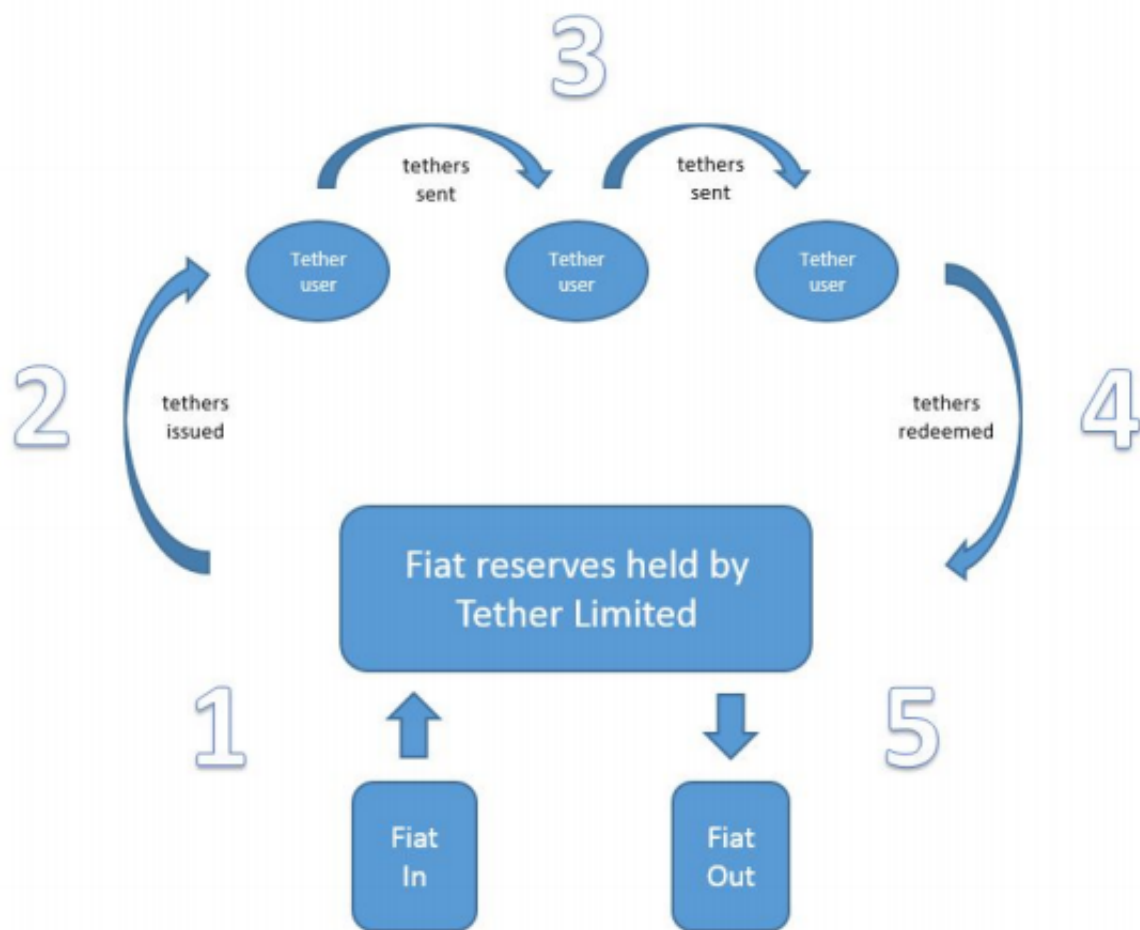 3
tethers
sent
tethers
sent
Tether
user
Tether
user
Tether
user
2
tethers
issued
tethers
redeemed
4
Fiat reserves held by
Tether Limited
1
5
Fiat
In
Fiat
Out